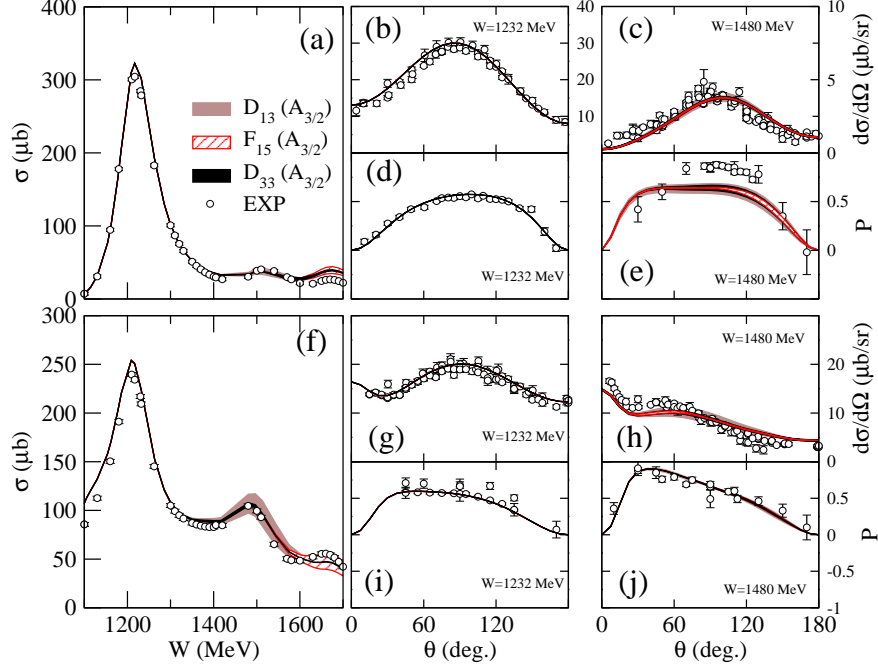 (a)
400
300
200
100
0
σ (μb)
D13 (A3/2)
F15 (A3/2)
D33 (A3/2)
EXP
(b)
W=1232 MeV
40
30
20
10
(c)
W=1480 MeV
10
5
0
dσ/dΩ (μb/sr)
(d)
W=1232 MeV
(e)
W=1480 MeV
0.5
0
P
(f)
300
250
200
150
100
50
0
σ (μb)
1200
1400
1600
W (MeV)
(g)
W=1232 MeV
(h)
W=1480 MeV
20
10
0
dσ/dΩ (μb/sr)
(i)
W=1232 MeV
0
60
120
θ (deg.)
(j)
W=1480 MeV
0.5
0
-0.5
-1
P
0
60
120
180
θ (deg.)